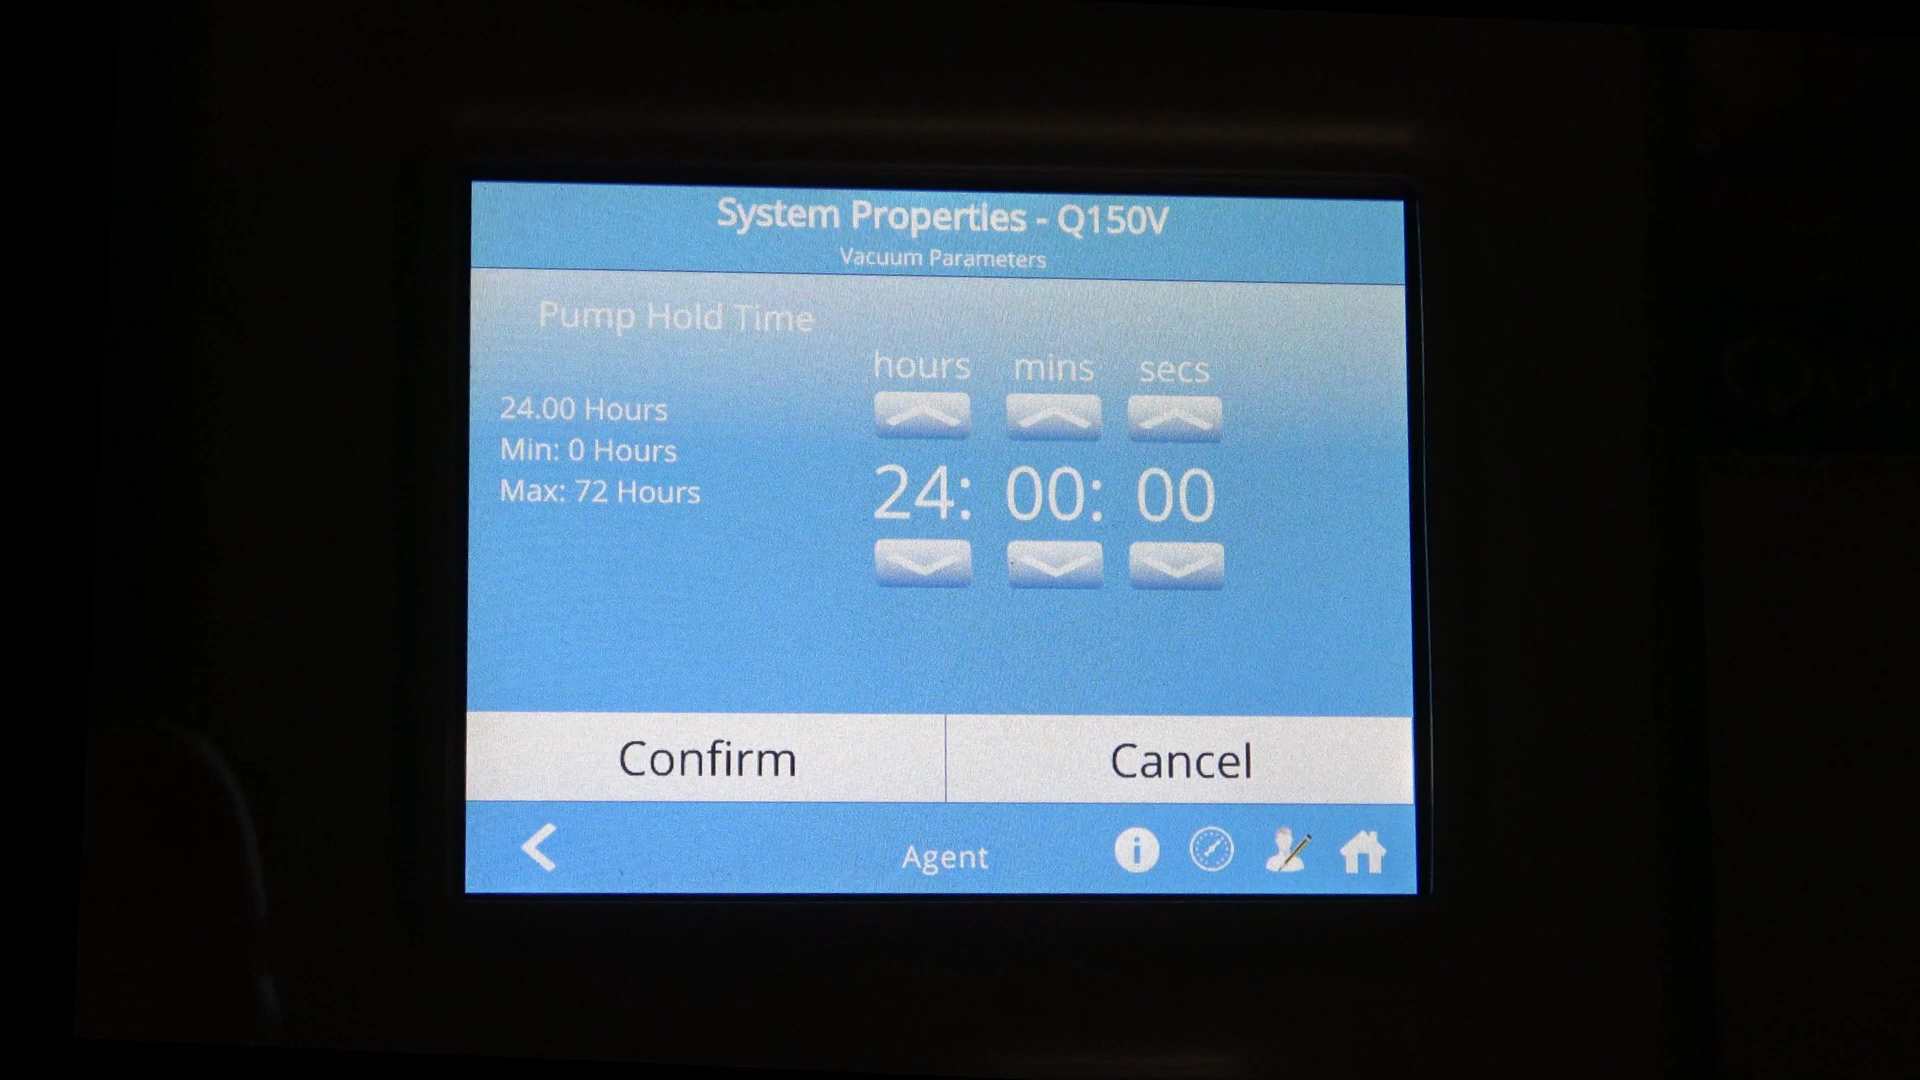 System Properties - Q150V
Vacuum Parameters
Pump Hold Time
hours mins secs
24.00 Hours
Min: 0 Hours
Max: 72 Hours
24: 00: 00
Confirm Cancel
Agent